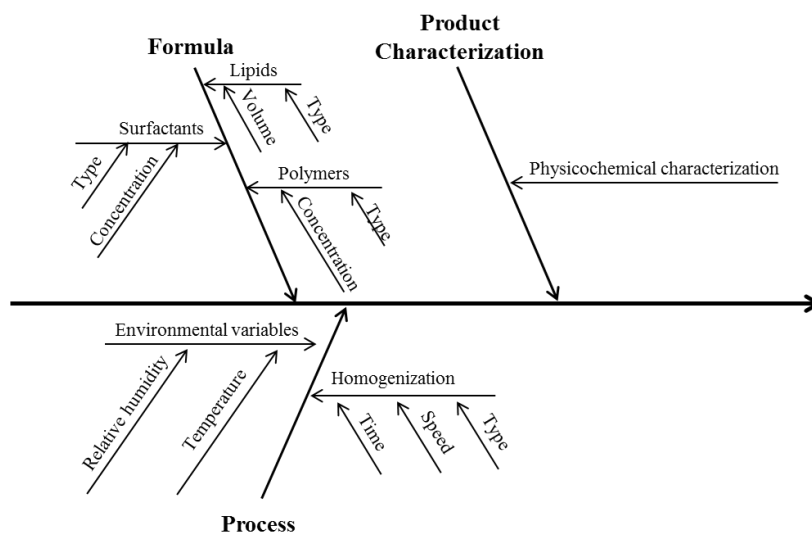 Formula
Product
Characterization
Lipids
Volume
Type
Surfactants
Type
Concentration
Polymers
Concentration
Type
Physicochemical characterization
Environmental variables
Relative humidity
Temperature
Homogenization
Time
Speed
Type
Process